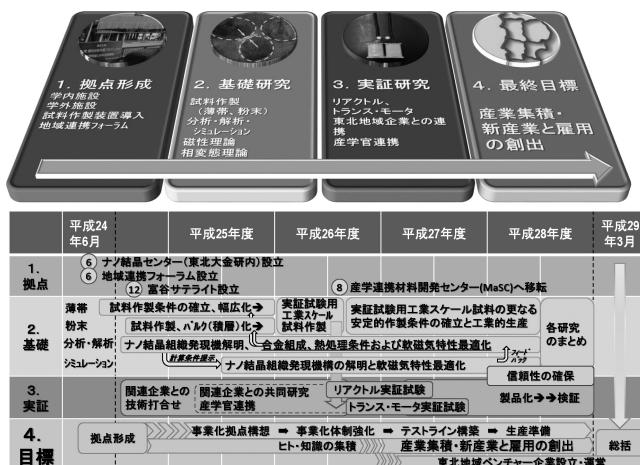 1. 拠点形成
学内施設
学外施設
試料作製装置導入
地域連携フォーラム
2. 基礎研究
試料作製
(薄帯、粉末)
分析・解析・
シミュレーション
磁性理論
相変態理論
3. 実証研究
リアクトル、
トランス・モータ
東北地域企業との連
携
産学官連携
4. 最終目標
産業集積・
新産業と雇用
の創出
平成24
年6月
平成25年度
平成26年度
平成27年度
平成28年度
平成29
年3月
1.
拠点
⑥ ナノ結晶センター(東北大金研内)設立
⑥ 地域連携フォーラム設立
⑫ 富谷サテライト設立
⑧ 産学連携材料開発センター(MaSC)へ移転
2.
基礎
薄帯
試料作製条件の確立、幅広化➔
実証試験用
工業スケール
試料作製
実証試験用工業スケール試料の更なる
安定的作製条件の確立と工業的生産
各研究
のまとめ
粉末
試料作製、バルク(積層)化➔
分析・解析
ナノ結晶組織発現機構解明、合金組成、熱処理条件および軟磁気特性最適化
計算条件提示
フィード
バック
シミュレーション
ナノ結晶組織発現機構の解明と軟磁気特性最適化
信頼性の確保
3.
実証
関連企業との
技術打合せ
関連企業との共同研究
産学官連携
リアクトル実証試験
トランス・モータ実証試験
製品化➔➔検証
4.
目標
拠点形成
事業化拠点構想 ➡ 事業化体制強化 ➡ テストライン構築 ➡ 生産準備
ヒト・知識の集積
産業集積・新産業と雇用の創出
総括
東北地域ベンチャー企業設立・運営